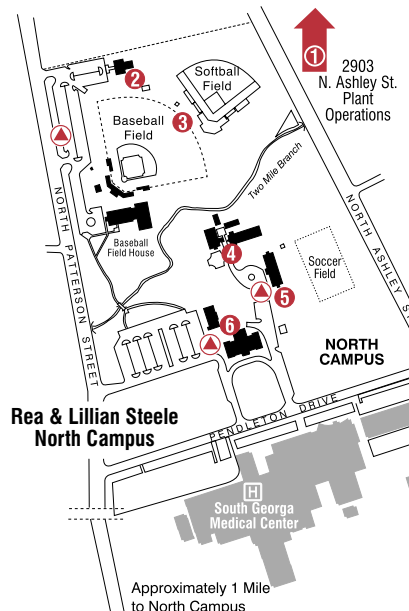 1
2903
N. Ashley St.
Plant
Operations
2
Softball
Field
3
Baseball
Field
Two Mile Branch
NORTH PATTERSON STREET
NORTH ASHLEY S
Baseball
Field House
4
5
Soccer
Field
6
NORTH
CAMPUS
Rea & Lillian Steele
North Campus
PENDLETON DRIVE
H
South Georga
Medical Center
Approximately 1 Mile
to North Campus